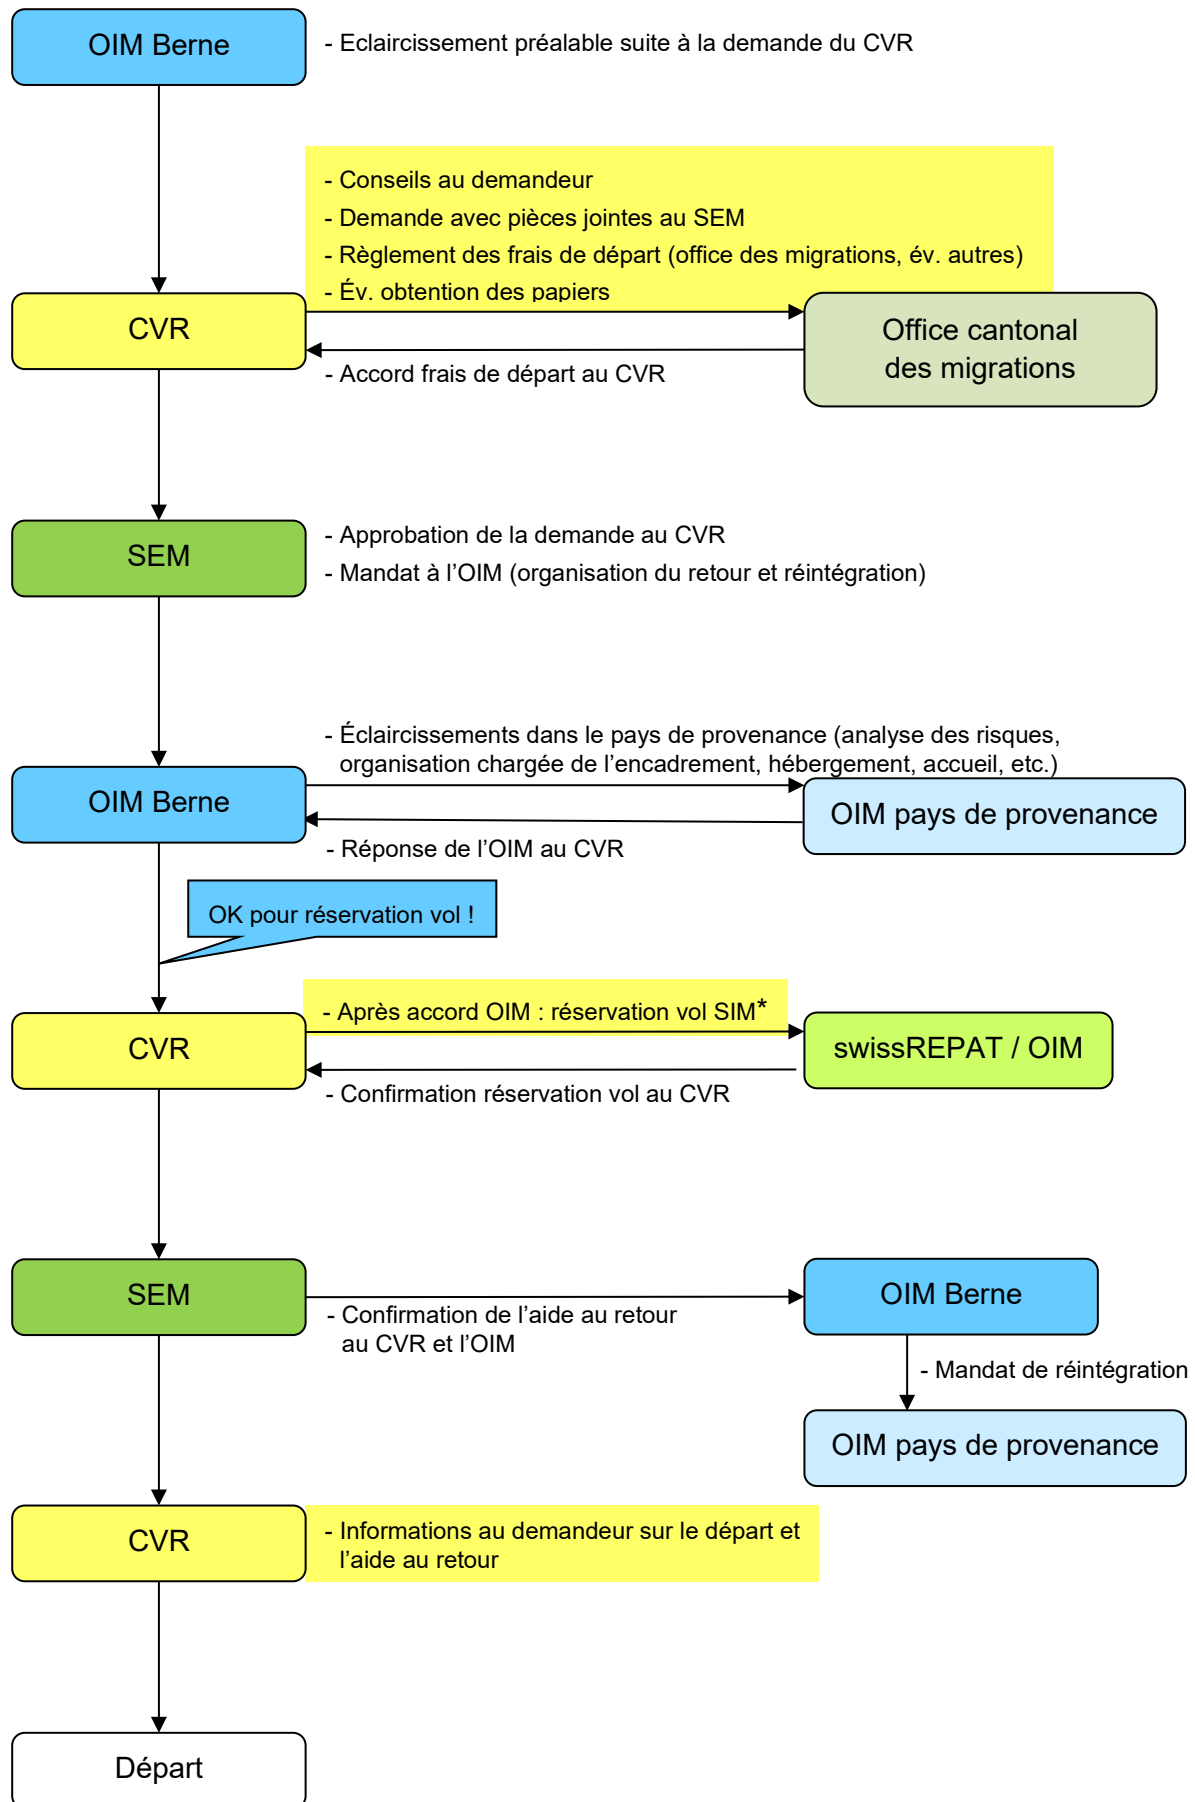 OIM Berne
- Eclaircissement préalable suite à la demande du CVR
- Conseils au demandeur
- Demande avec pièces jointes au SEM
- Règlement des frais de départ (office des migrations, év. autres)
- Év. obtention des papiers
CVR
Office cantonal
des migrations
- Accord frais de départ au CVR
SEM
- Approbation de la demande au CVR
- Mandat à l’OIM (organisation du retour et réintégration)
- Éclaircissements dans le pays de provenance (analyse des risques,
organisation chargée de l’encadrement, hébergement, accueil, etc.)
OIM Berne
OIM pays de provenance
- Réponse de l’OIM au CVR
OK pour réservation vol !
- Après accord OIM : réservation vol SIM*
CVR
swissREPAT / OIM
- Confirmation réservation vol au CVR
SEM
OIM Berne
- Confirmation de l’aide au retour
au CVR et l’OIM
- Mandat de réintégration
OIM pays de provenance
CVR
- Informations au demandeur sur le départ et
l’aide au retour
Départ